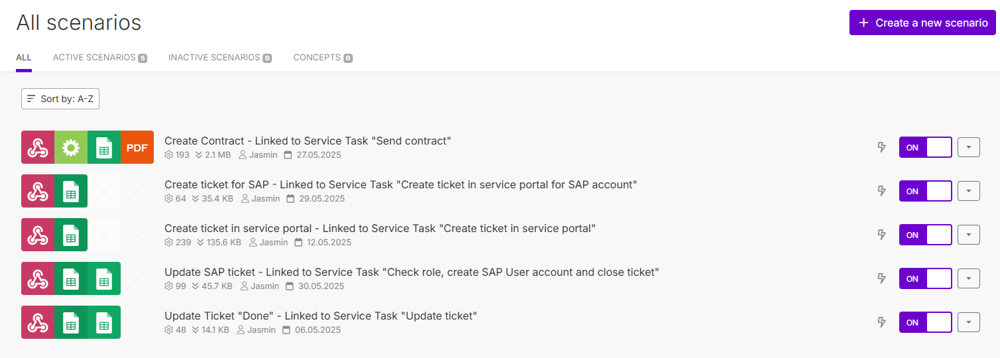 All scenarios
+ Create a new scenario
ALL ACTIVE SCENARIOS 5 INACTIVE SCENARIOS 0 CONCEPTS 0
Sort by: A-Z
PDF Create Contract - Linked to Service Task "Send contract" ON
193 2.1 MB Jasmin 27.05.2025
Create ticket for SAP - Linked to Service Task "Create ticket in service portal for SAP account" ON
64 35.4 KB Jasmin 29.05.2025
Create ticket in service portal - Linked to Service Task "Create ticket in service portal" ON
239 135.6 KB Jasmin 12.05.2025
Update SAP ticket - Linked to Service Task "Check role, create SAP User account and close ticket" ON
99 45.7 KB Jasmin 30.05.2025
Update Ticket "Done" - Linked to Service Task "Update ticket" ON
48 14.1 KB Jasmin 06.05.2025